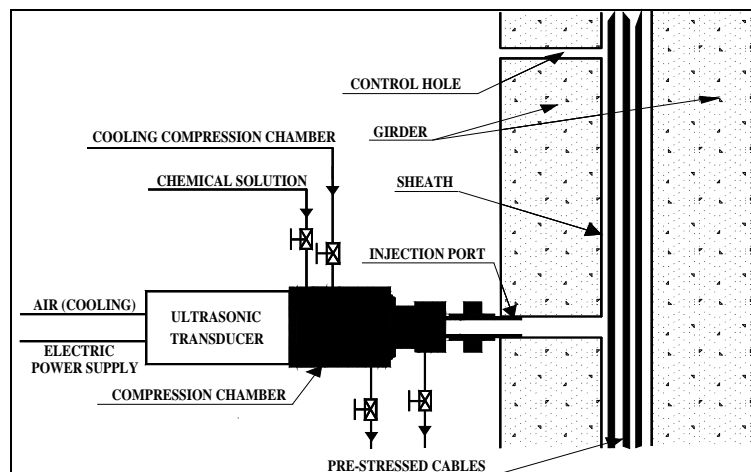 CONTROL HOLE
COOLING COMPRESSION CHAMBER
GIRDER
CHEMICAL SOLUTION
SHEATH
INJECTION PORT
AIR (COOLING)
ULTRASONIC
TRANSDUCER
ELECTRIC
POWER SUPPLY
COMPRESSION CHAMBER
PRE-STRESSED CABLES